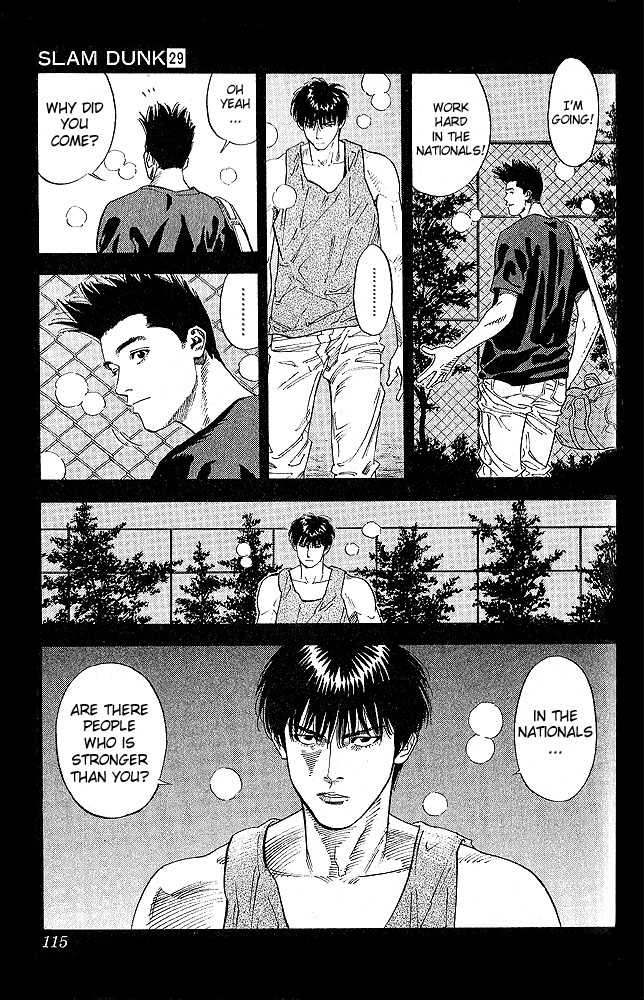 SLAM DUNK 29
I'M
GOING!
WORK
HARD
IN THE
NATIONALS!
..........
OH
YEAH
...
WHY DID
YOU
COME?
..........
IN THE
NATIONALS
...
ARE THERE
PEOPLE
WHO IS
STRONGER
THAN YOU?
115